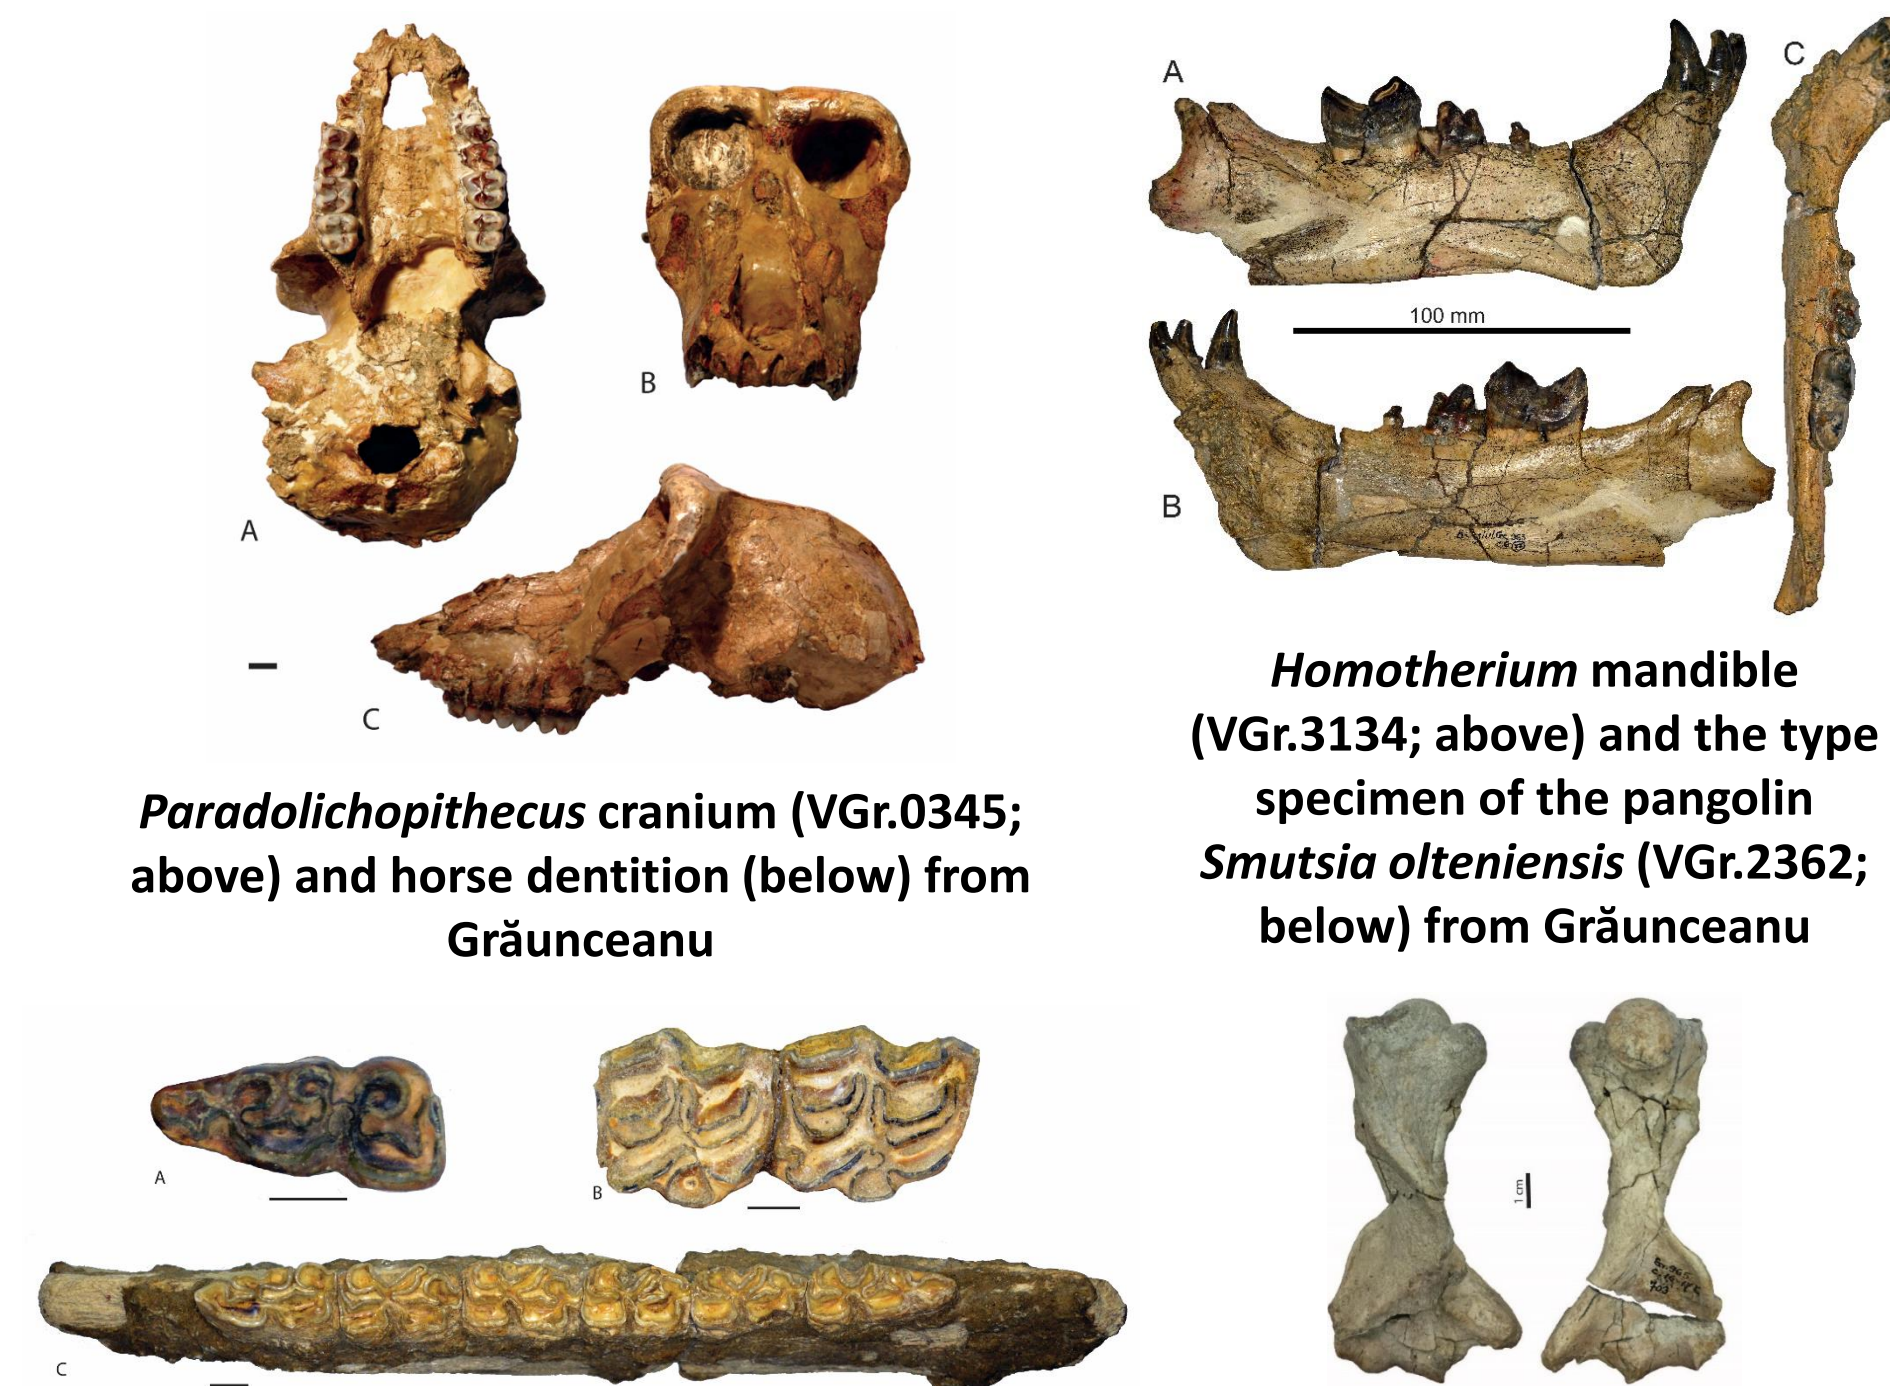 A
B
C
Paradolichopithecus cranium (VGr.0345;
above) and horse dentition (below) from
Grăunceanu
A
C
100 mm
B
Homotherium mandible
(VGr.3134; above) and the type
specimen of the pangolin
Smutsia olteniensis (VGr.2362;
below) from Grăunceanu
A
B
C
1 cm